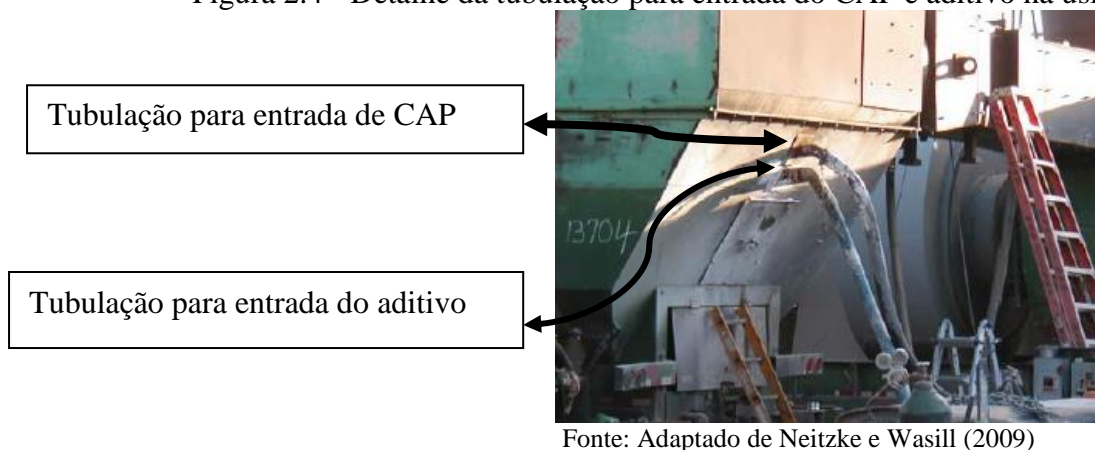 Tubulação para entrada de CAP
13704
Tubulação para entrada do aditivo
Fonte: Adaptado de Neitzke e Wasill (2009)